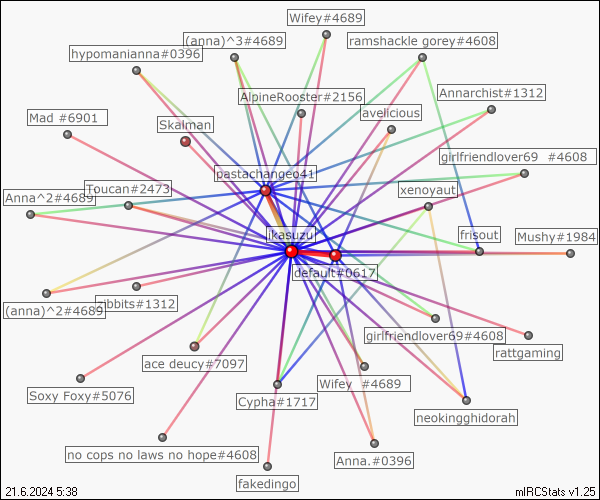 Wifey#4689
(anna)^3#4689
ramshackle gorey#4608
hypomanianna#0396
AlpineRooster#2156
Annarchist#1312
avelicious
Mad #6901
Skalman
girlfriendlover69 #4608
pastachangeo41
Toucan#2473
xenoyaut
Anna^2#4689
jkasuzu
frisout
Mushy#1984
default#0617
(anna)^2#4689
ribbits#1312
girlfriendlover69#4608
rattgaming
ace deucy#7097
Wifey #4689
Soxy Foxy#5076
Cypha#1717
neokingghidorah
no cops no laws no hope#4608
Anna.#0396
fakedingo
21.6.2024 5:38
mIRCStats v1.25